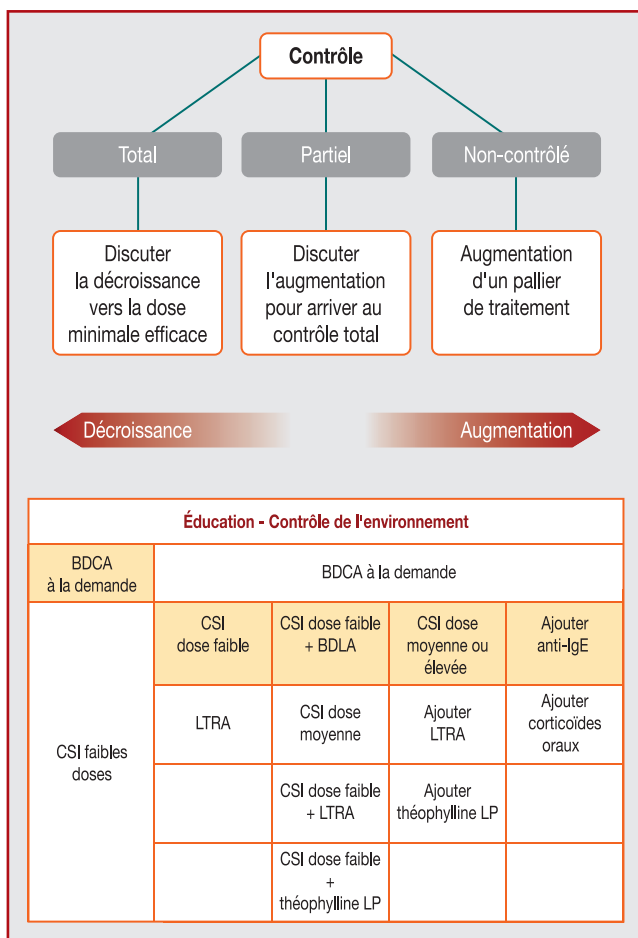 Contrôle
Total
Partiel
Non-contrôlé
Discuter
la décroissance
vers la dose
minimale efficace
Discuter
l'augmentation
pour arriver au
contrôle total
Augmentation
d'un pallier
de traitement
Décroissance
Augmentation
Éducation - Contrôle de l'environnement
BDCA
à la demande
BDCA à la demande
CSI faibles
doses
CSI
dose faible
CSI dose faible
+ BDLA
CSI dose
moyenne ou
élevée
Ajouter
anti-IgE
LTRA
CSI dose
moyenne
Ajouter
LTRA
Ajouter
corticoïdes
oraux
CSI dose faible
+ LTRA
Ajouter
théophylline LP
CSI dose faible
+
théophylline LP